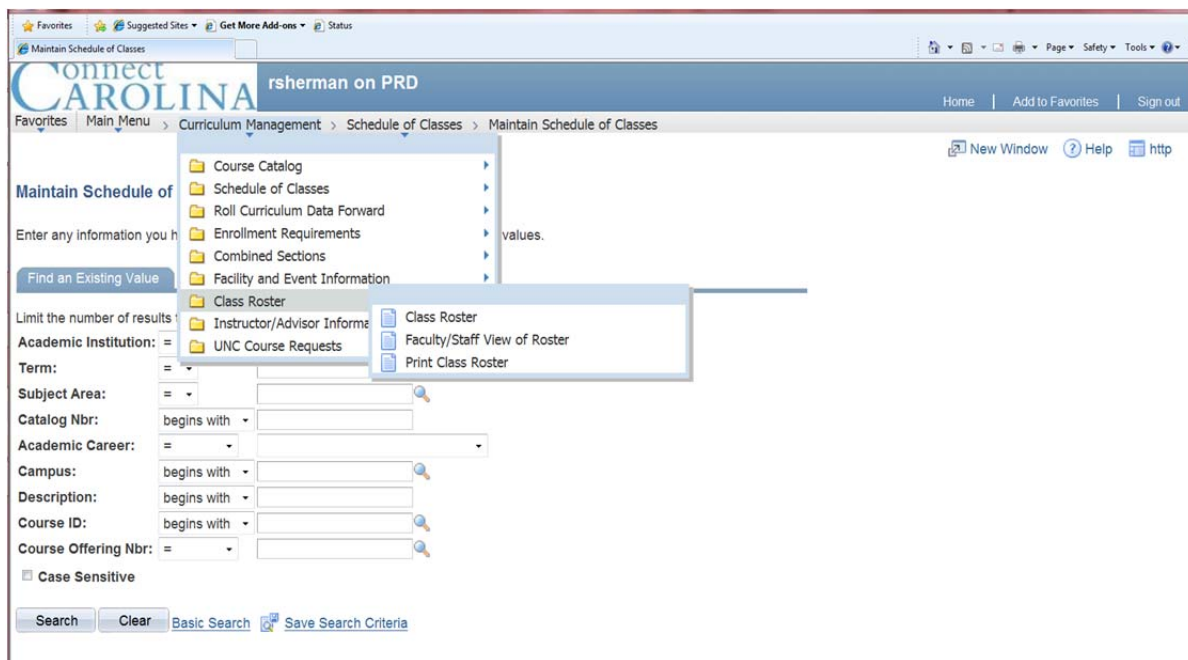 Favorites Suggested Sites Get More Add-ons Status
Maintain Schedule of Classes Page Safety Tools
Connect
CAROLINA
rsherman on PRD
Home | Add to Favorites | Sign out
Favorites Main Menu > Curriculum Management > Schedule of Classes > Maintain Schedule of Classes
New Window Help http
Course Catalog
Schedule of Classes
Roll Curriculum Data Forward
Enrollment Requirements
Combined Sections
Facility and Event Information
Class Roster
Instructor/Advisor Informa
UNC Course Requests
Class Roster
Faculty/Staff View of Roster
Print Class Roster
Maintain Schedule of
Enter any information you h values.
Find an Existing Value
Limit the number of results
Academic Institution: =
Term: =
Subject Area: =
Catalog Nbr: begins with
Academic Career: =
Campus: begins with
Description: begins with
Course ID: begins with
Course Offering Nbr: =
Case Sensitive
Search Clear Basic Search Save Search Criteria